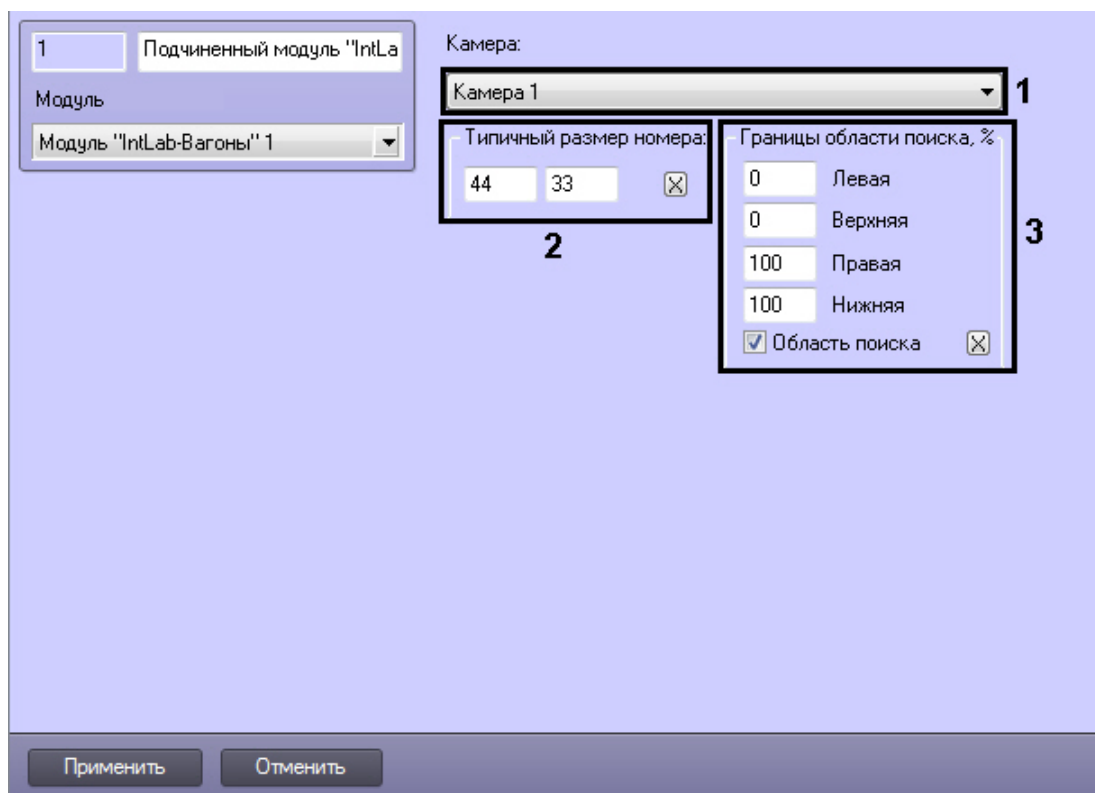 1
Подчиненный модуль "IntLa
Модуль
Модуль "IntLab-Вагоны" 1
Камера:
Камера 1
1
Типичный размер номера:
44 33
2
Границы области поиска, %
0 Левая
0 Верхняя
100 Правая
100 Нижняя
Область поиска
3
Применить Отменить